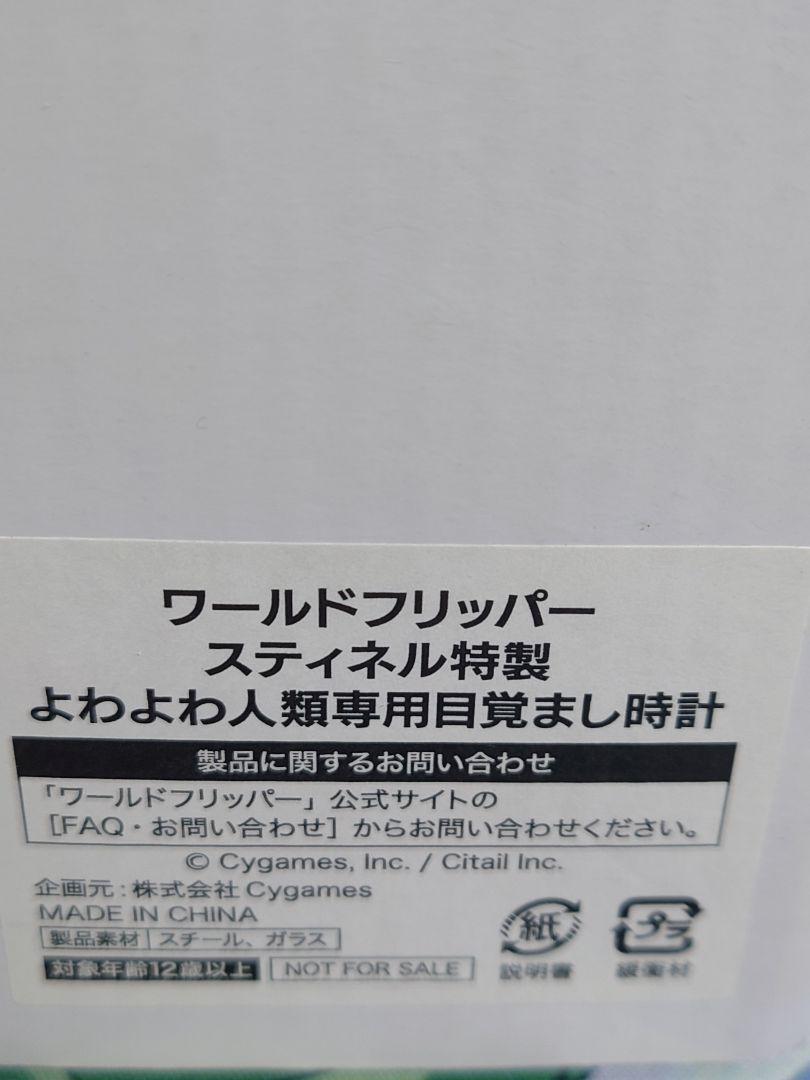 ワールドフリッパー
スティネル特製
よわよわ人類専用目覚まし時計
製品に関するお問い合わせ
「ワールドフリッパー」公式サイトの
［FAQ・お問い合わせ］からお問い合わせください。
© Cygames, Inc. / Citail Inc.
企画元：株式会社Cygames
MADE IN CHINA
製品素材 スチール、ガラス
対象年齢12歳以上 NOT FOR SALE
紙 プラ
説明書 緩衝材